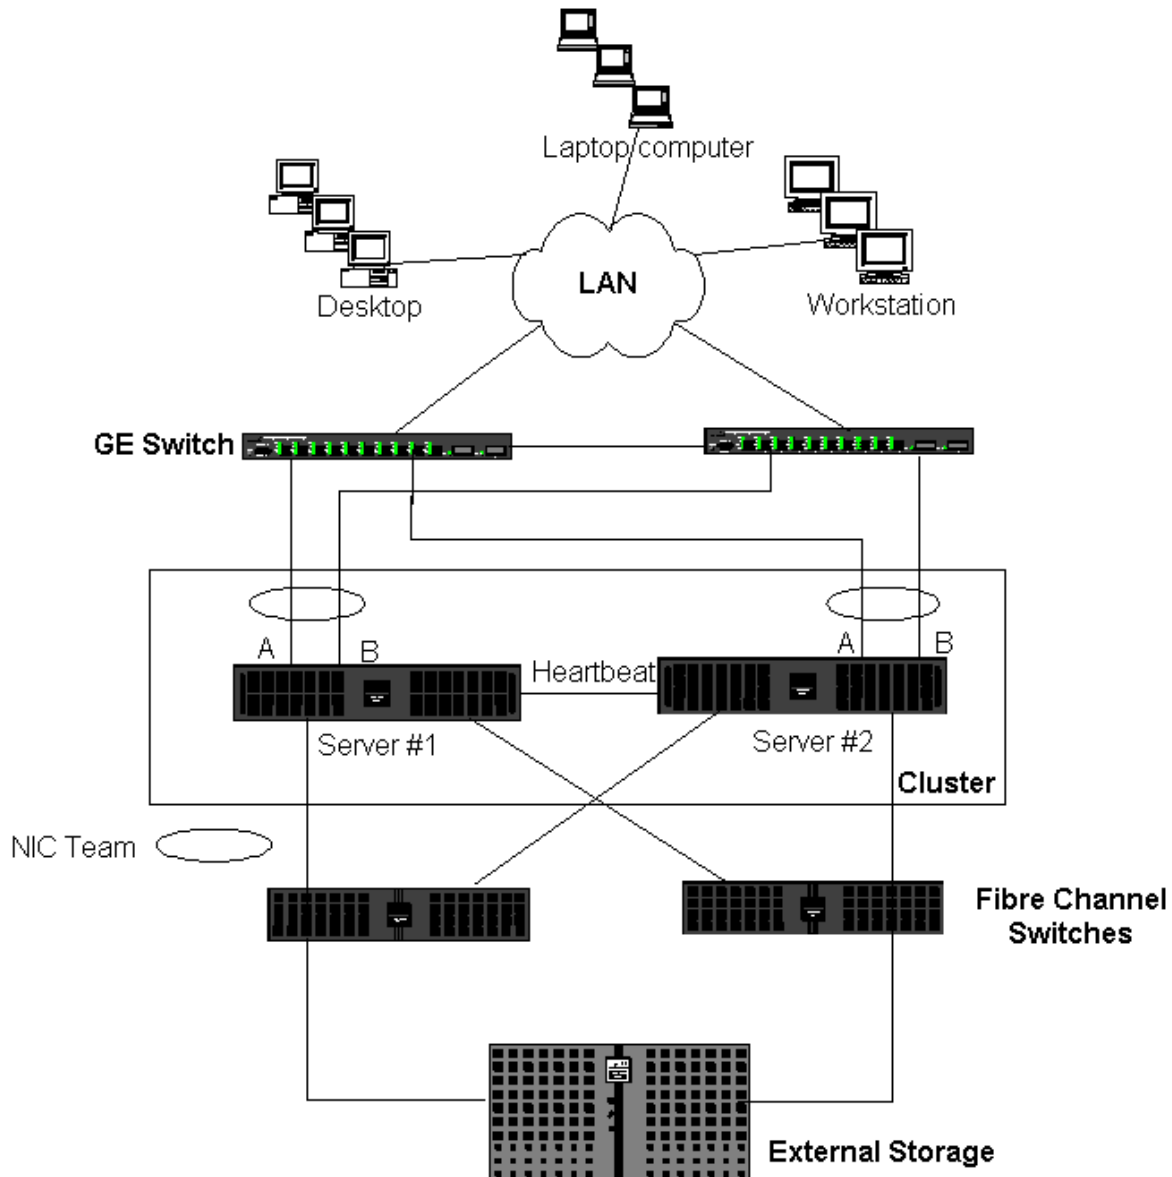 Laptop computer
Desktop
LAN
Workstation
GE Switch
A
B
Heartbeat
A
B
Server #1
Server #2
Cluster
NIC Team
Fibre Channel
Switches
External Storage